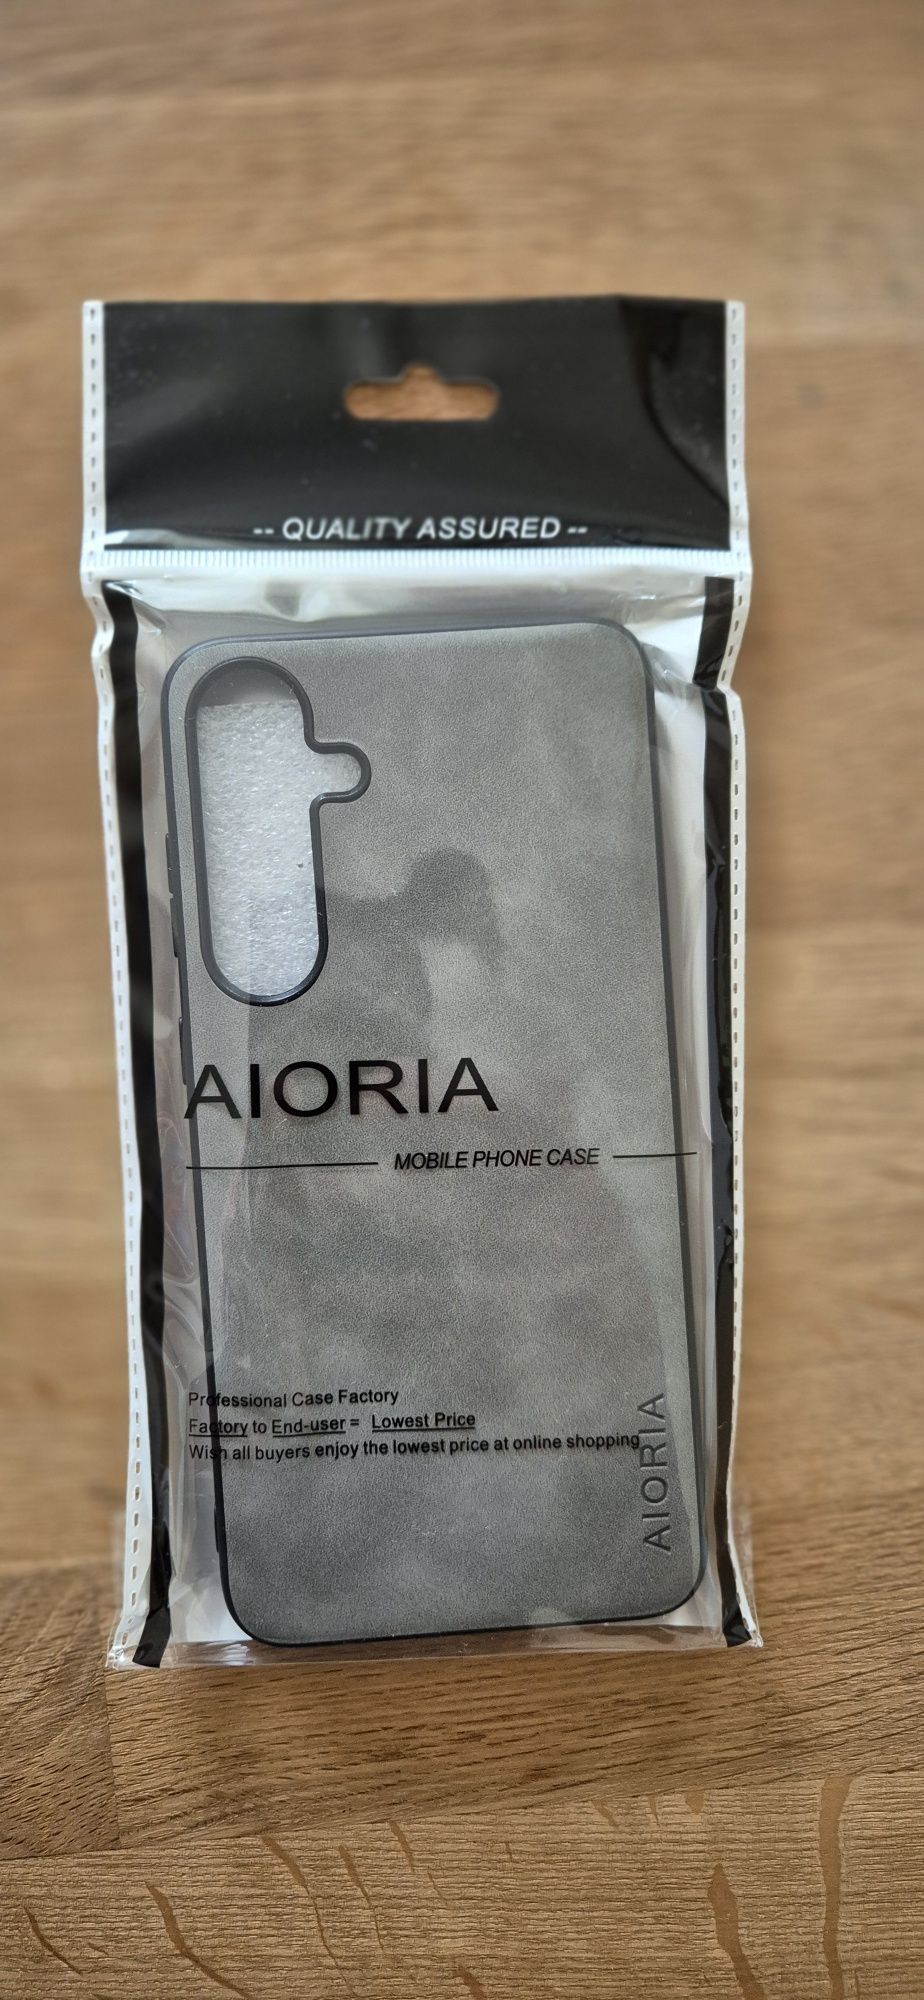 -- QUALITY ASSURED --
AIORIA
MOBILE PHONE CASE
Professional Case Factory
Factory to End-user = Lowest Price
Wish all buyers enjoy the lowest price at online shopping
AIORIA